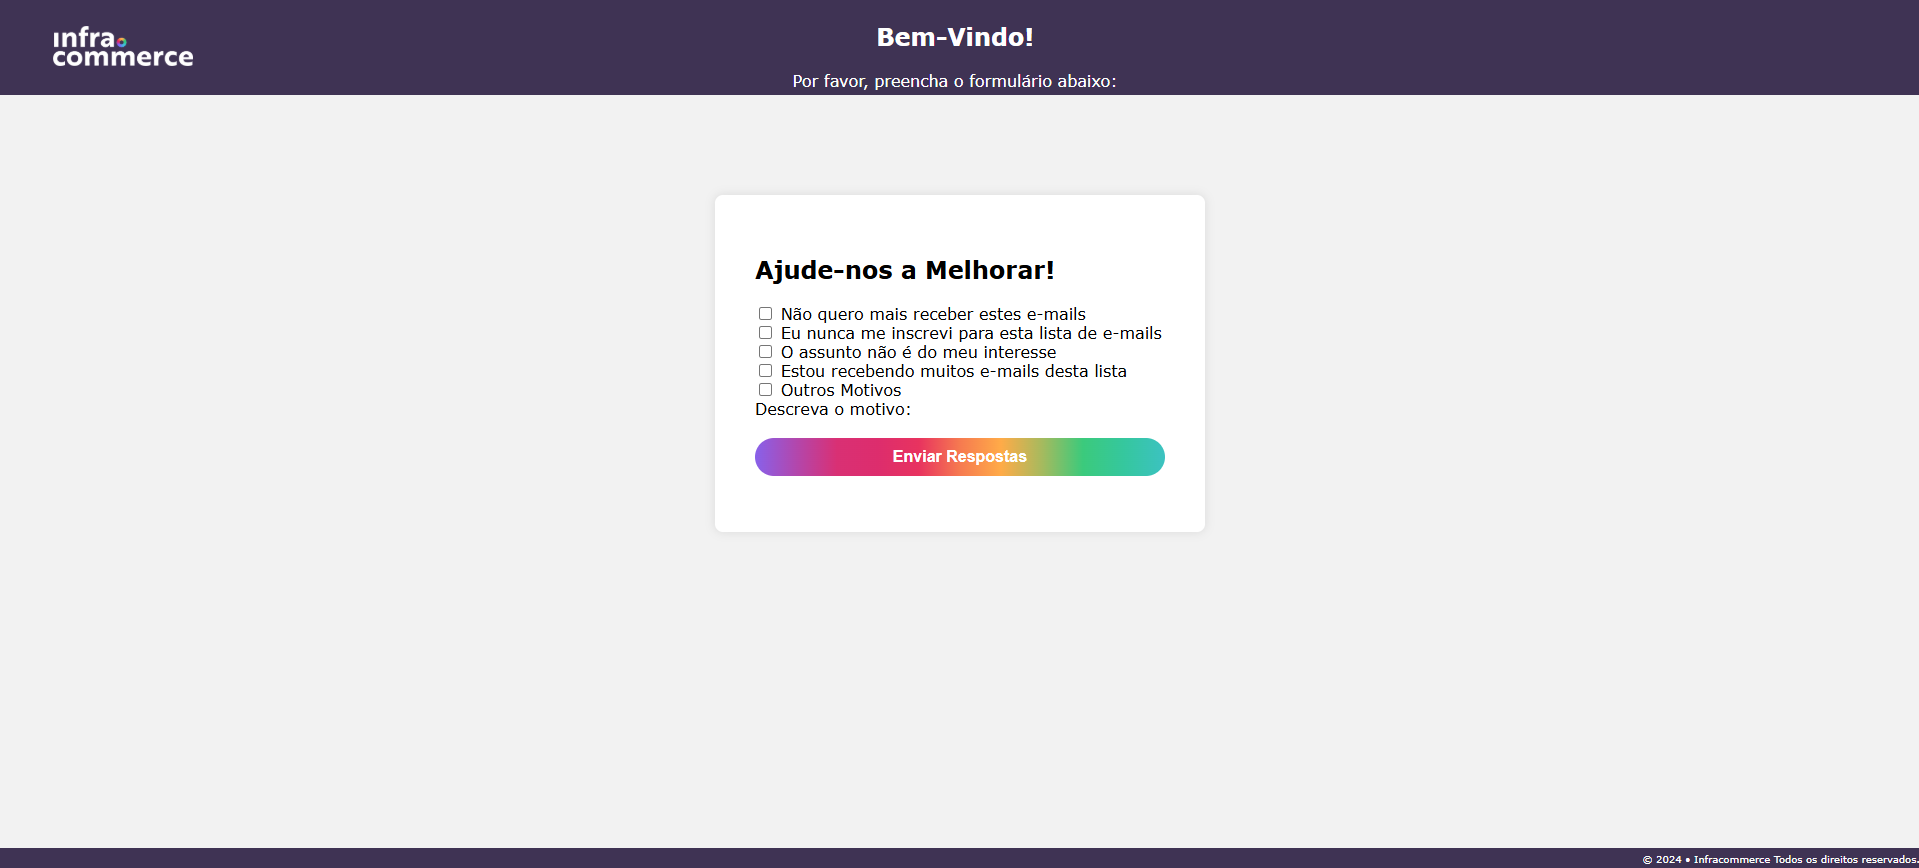 infra.
commerce
Bem-Vindo!
Por favor, preencha o formulário abaixo:
Ajude-nos a Melhorar!
Não quero mais receber estes e-mails
Eu nunca me inscrevi para esta lista de e-mails
O assunto não é do meu interesse
Estou recebendo muitos e-mails desta lista
Outros Motivos
Descreva o motivo:
Enviar Respostas
© 2024 • Infracommerce Todos os direitos reservados.